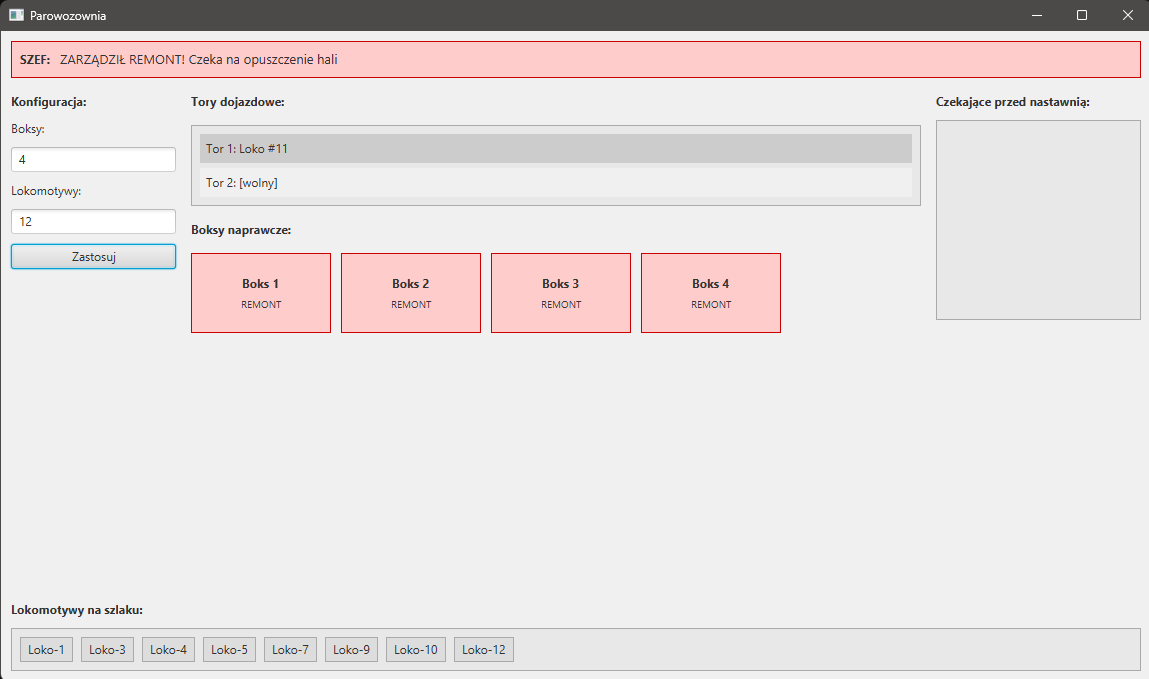 Parowozownia
SZEF: ZARZĄDZIŁ REMONT! Czeka na opuszczenie hali
Konfiguracja:
Boksy:
4
Lokomotywy:
12
Zastosuj
Tory dojazdowe:
Tor 1: Loko #11
Tor 2: [wolny]
Boksy naprawcze:
Boks 1
REMONT
Boks 2
REMONT
Boks 3
REMONT
Boks 4
REMONT
Czekające przed nastawnią:
Lokomotywy na szlaku:
Loko-1 Loko-3 Loko-4 Loko-5 Loko-7 Loko-9 Loko-10 Loko-12